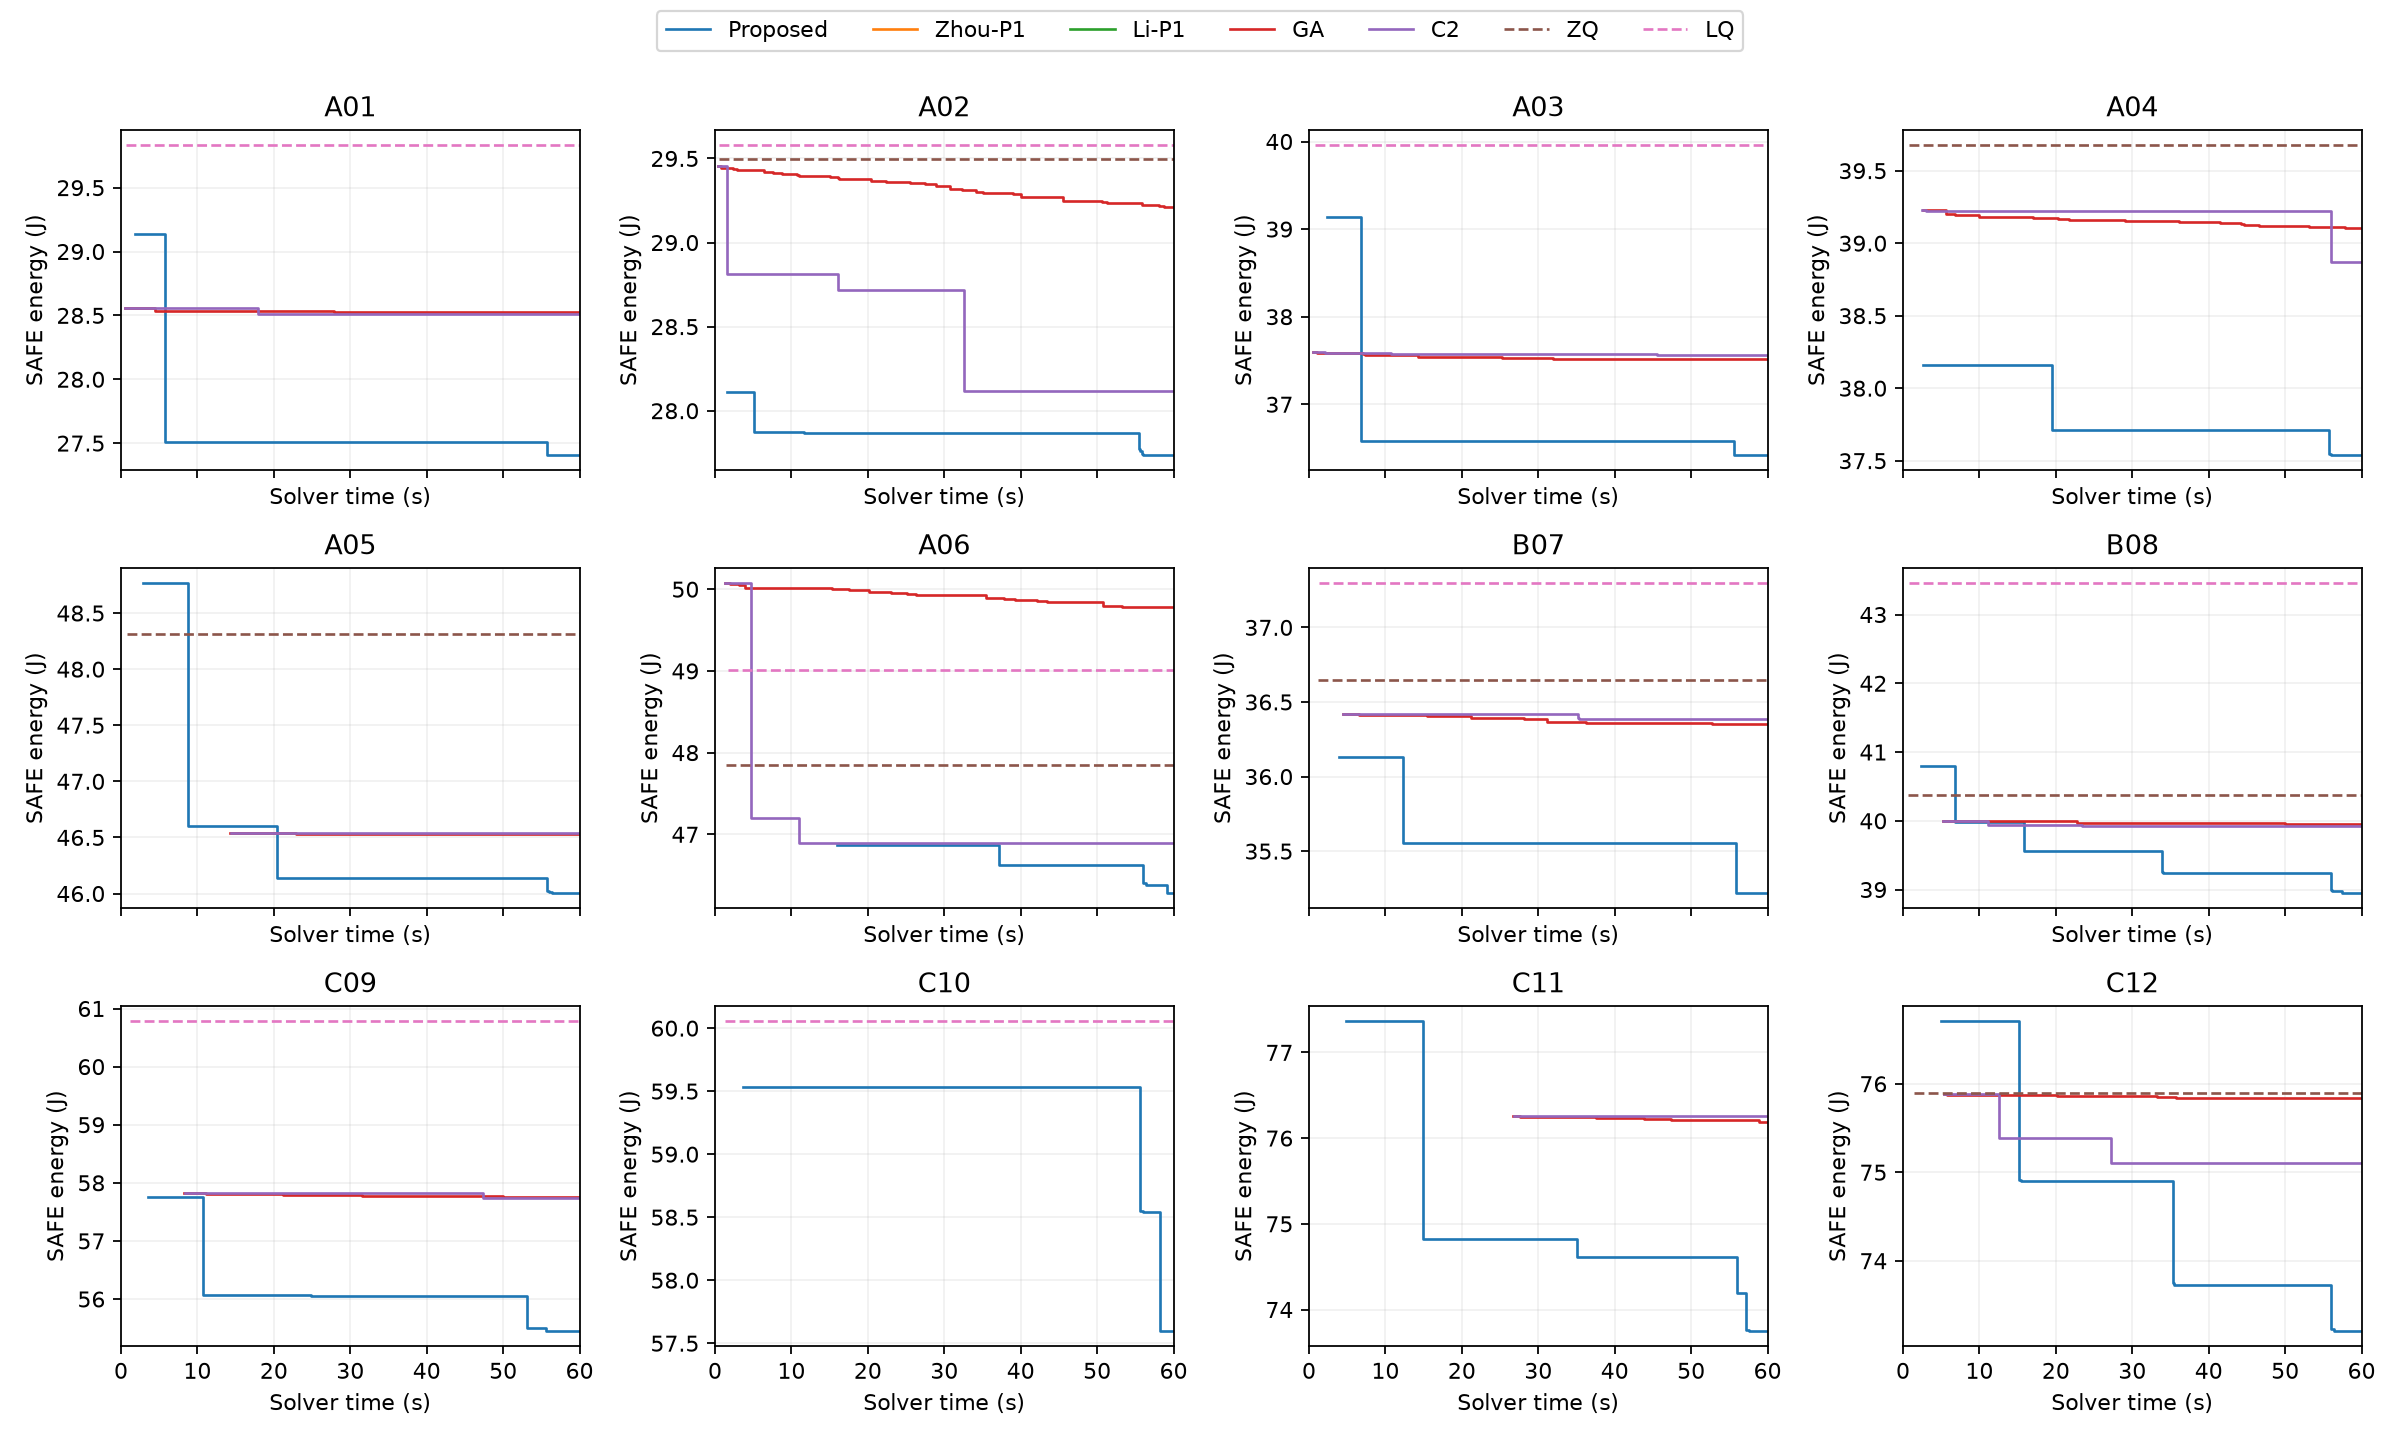 Proposed Zhou-P1 Li-P1 GA C2 ZQ LQ
A01 A02 A03 A04
SAFE energy (J) 29.5 29.0 28.5 28.0 27.5
SAFE energy (J) 29.5 29.0 28.5 28.0
SAFE energy (J) 40 39 38 37
SAFE energy (J) 39.5 39.0 38.5 38.0 37.5
Solver time (s) Solver time (s) Solver time (s) Solver time (s)
A05 A06 B07 B08
SAFE energy (J) 48.5 48.0 47.5 47.0 46.5 46.0
SAFE energy (J) 50 49 48 47
SAFE energy (J) 37.0 36.5 36.0 35.5
SAFE energy (J) 43 42 41 40 39
Solver time (s) Solver time (s) Solver time (s) Solver time (s)
C09 C10 C11 C12
SAFE energy (J) 61 60 59 58 57 56
SAFE energy (J) 60.0 59.5 59.0 58.5 58.0 57.5
SAFE energy (J) 77 76 75 74
SAFE energy (J) 76 75 74
0 10 20 30 40 50 60 0 10 20 30 40 50 60 0 10 20 30 40 50 60 0 10 20 30 40 50 60
Solver time (s) Solver time (s) Solver time (s) Solver time (s)